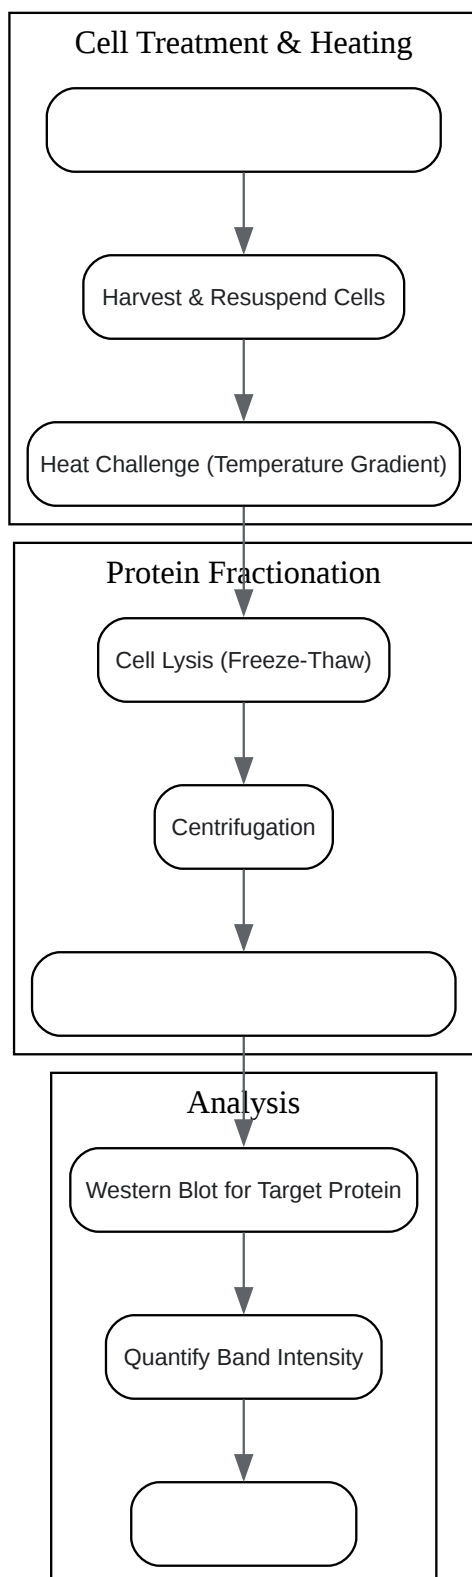 Cell Treatment & Heating
Harvest & Resuspend Cells
Heat Challenge (Temperature Gradient)
Protein Fractionation
Cell Lysis (Freeze-Thaw)
Centrifugation
Analysis
Western Blot for Target Protein
Quantify Band Intensity